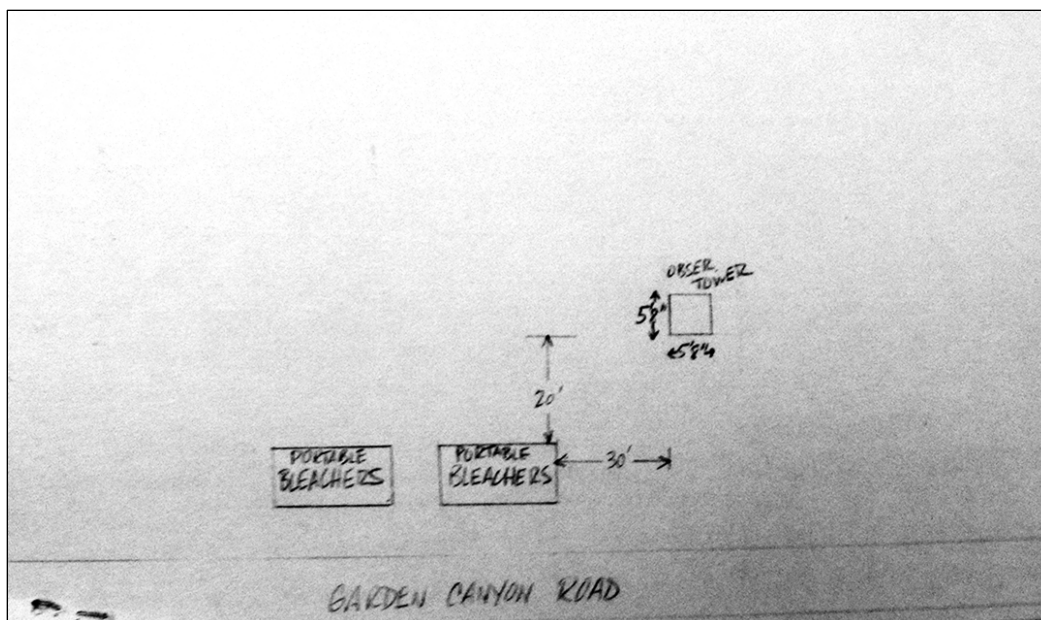 OBSER.
TOWER
5'8"
5'8"
20'
PORTABLE
BLEACHERS
PORTABLE
BLEACHERS
30'
GARDEN CANYON ROAD